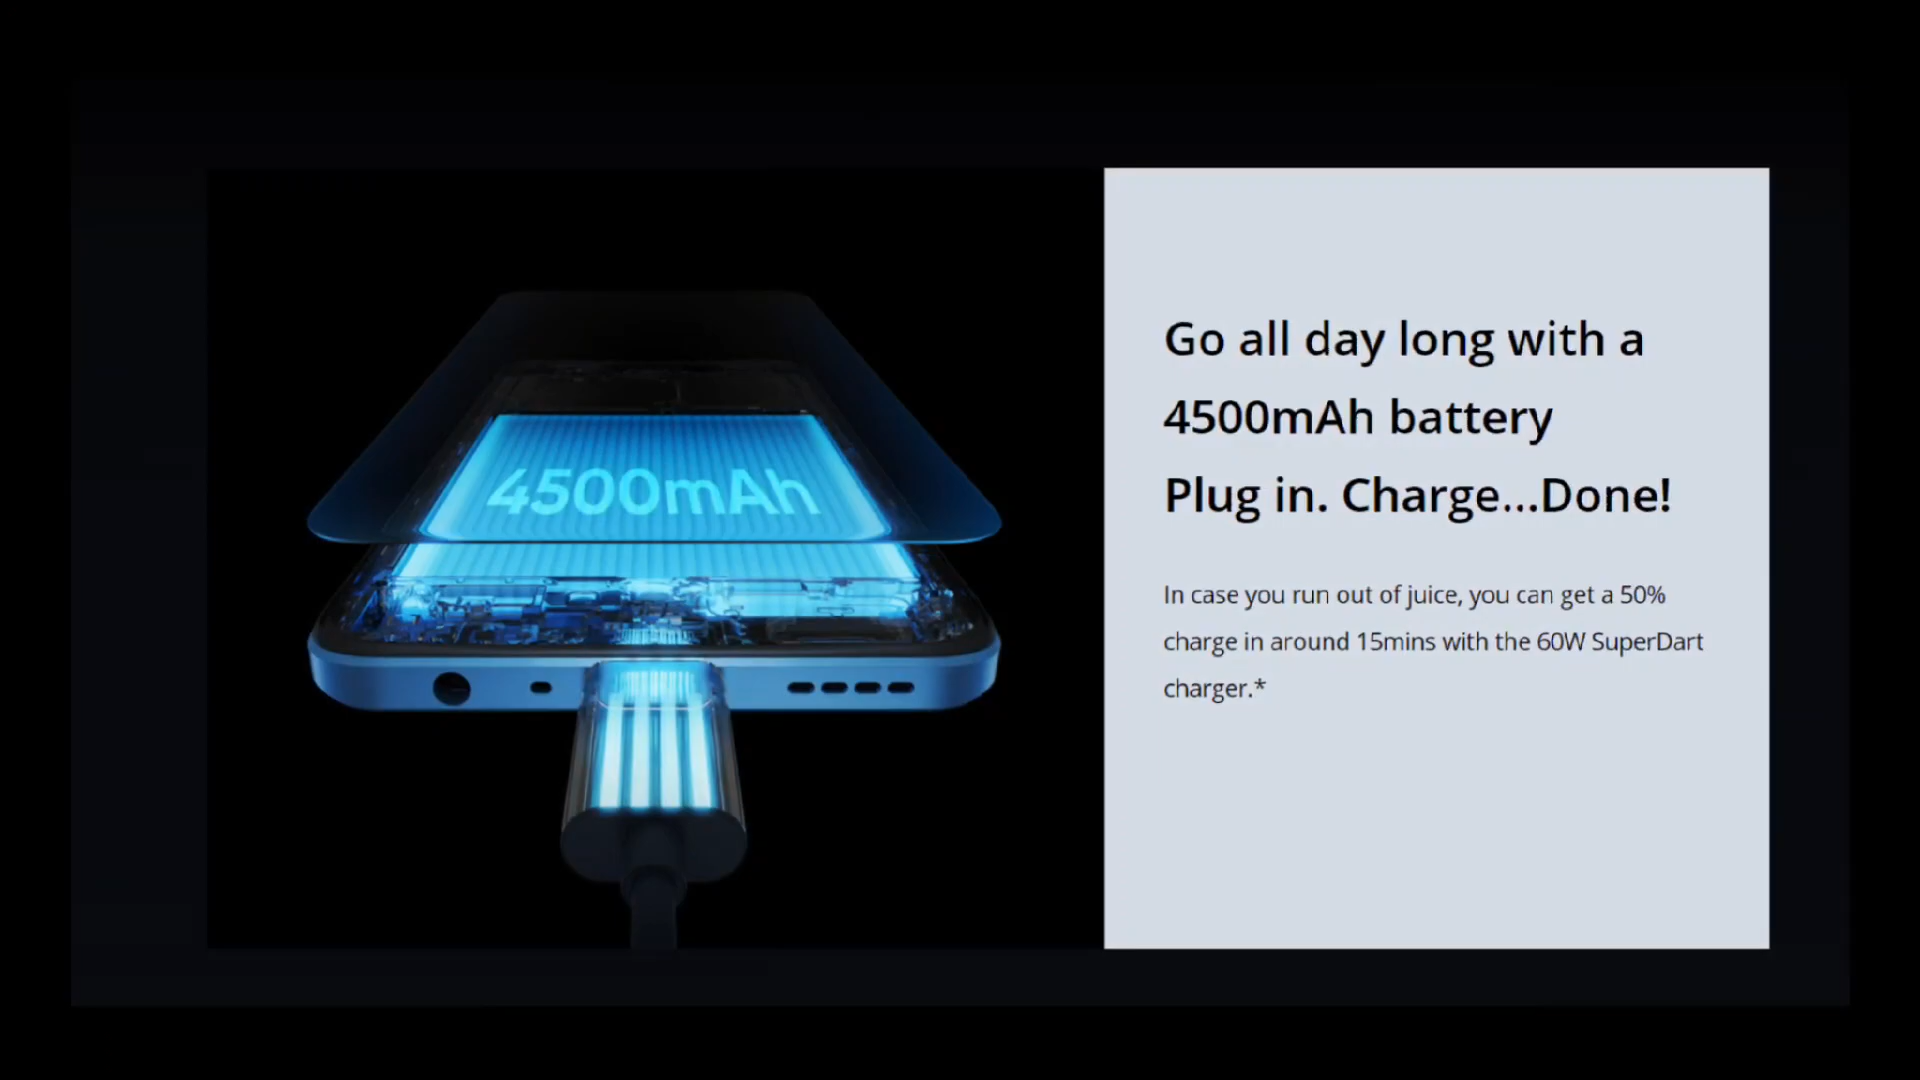 4500mAh
Go all day long with a
4500mAh battery
Plug in. Charge...Done!
In case you run out of juice, you can get a 50%
charge in around 15mins with the 60W SuperDart
charger.*